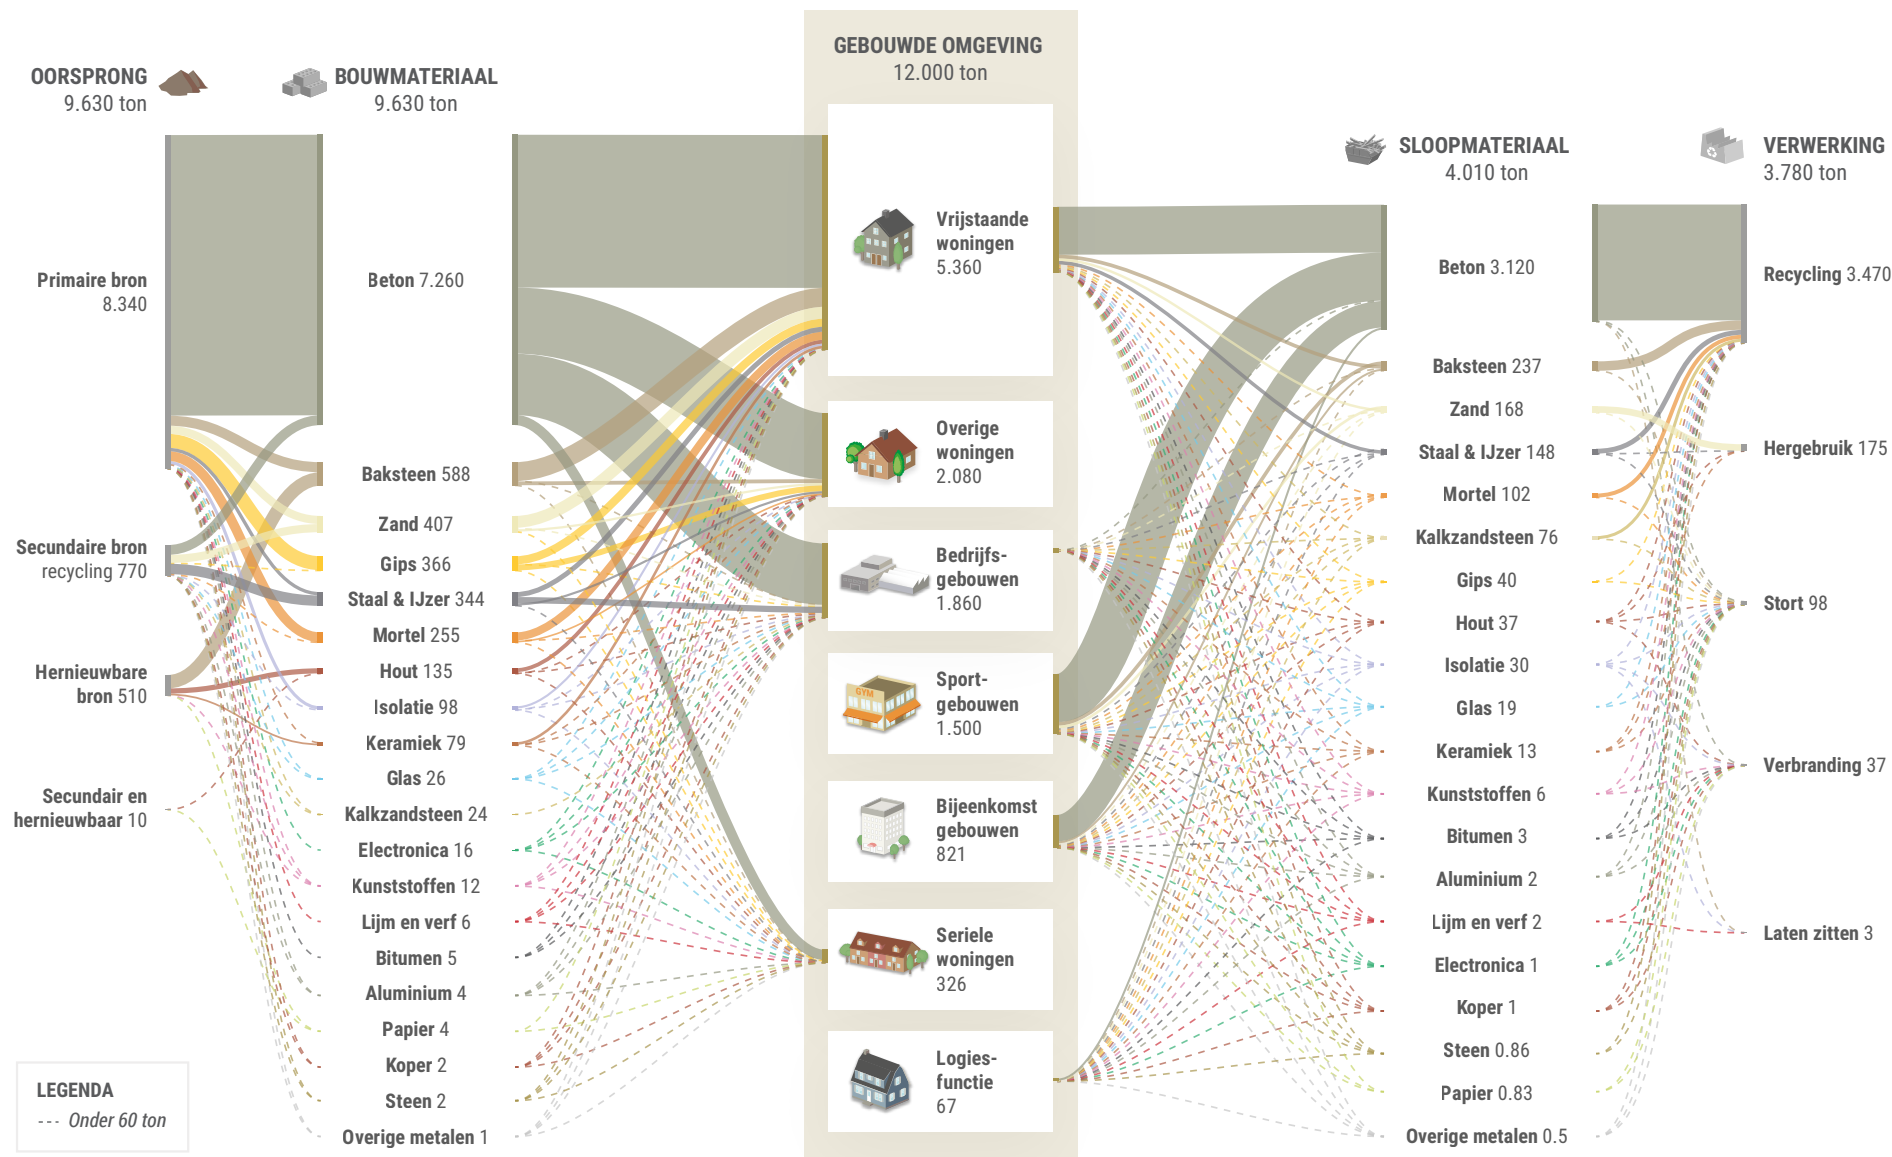 OORSPRONG
9.630 ton
Primaire bron
8.340
Secundaire bron
recycling 770
Hernieuwbare
bron 510
Secundair en
hernieuwbaar 10
LEGENDA
Onder 60 ton
BOUWMATERIAAL
9.630 ton
Beton 7.260
Baksteen 588
Zand 407
Gips 366
Staal & IJzer 344
Mortel 255
Hout 135
Isolatie 98
Keramiek 79
Glas 26
Kalkzandsteen 24
Electronica 16
Kunststoffen 12
Lijm en verf 6
Bitumen 5
Aluminium 4
Papier 4
Koper 2
Steen 2
Overige metalen 1
GEBOUWDE OMGEVING
12.000 ton
Vrijstaande
woningen
5.360
Overige
woningen
2.080
Bedrijfs-
gebouwen
1.860
GYM
Sport-
gebouwen
1.500
Bijeenkomst
gebouwen
821
Seriele
woningen
326
Logies-
functie
67
SLOOPMATERIAAL
4.010 ton
Beton 3.120
Baksteen 237
Zand 168
Staal & IJzer 148
Mortel 102
Kalkzandsteen 76
Gips 40
Hout 37
Isolatie 30
Glas 19
Keramiek 13
Kunststoffen 6
Bitumen 3
Aluminium 2
Lijm en verf 2
Electronica 1
Koper 1
Steen 0.86
Papier 0.83
Overige metalen 0.5
VERWERKING
3.780 ton
Recycling 3.470
Hergebruik 175
Stort 98
Verbranding 37
Laten zitten 3